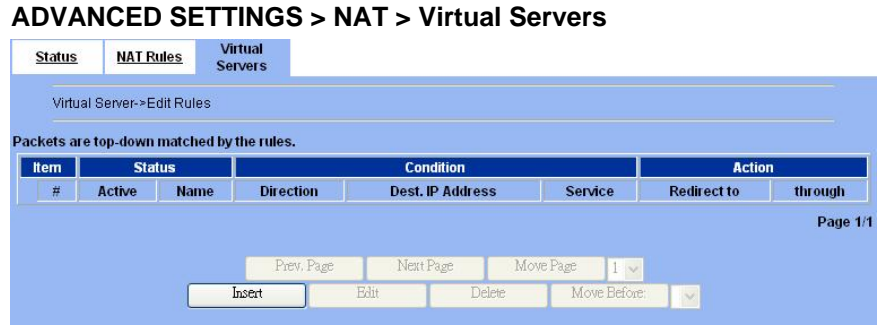 ADVANCED SETTINGS > NAT > Virtual Servers
Status NAT Rules Virtual Servers
Virtual Server->Edit Rules
Packets are top-down matched by the rules.
Item Status Condition Action
# Active Name Direction Dest. IP Address Service Redirect to through
Page 1/1
Prev. Page Next Page Move Page 1
Insert Edit Delete Move Before: